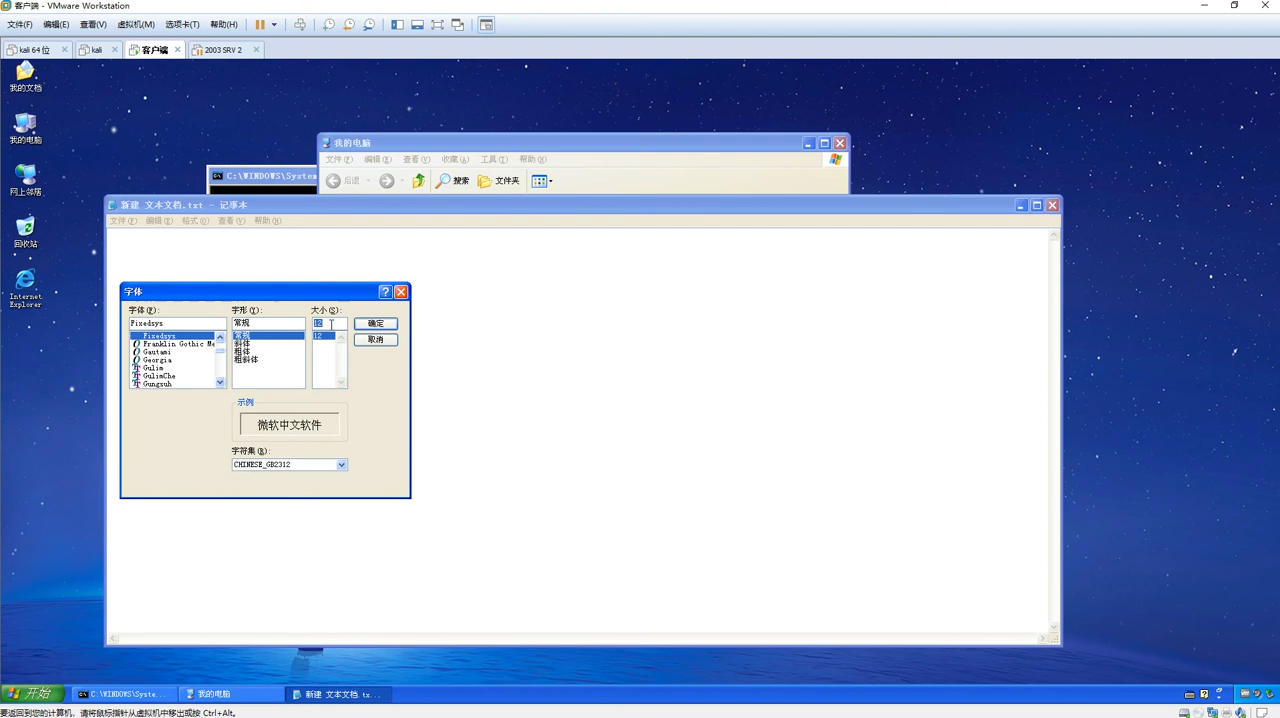 客户端 - VMware Workstation
文件(F) 编辑(E) 查看(V) 虚拟机(M) 选项卡(T) 帮助(H)
kali 64 位 kali 客户端 2003 SRV 2
我的文档
我的电脑
网上邻居
回收站
Internet
Explorer
我的电脑
文件(F) 编辑(E) 查看(V) 收藏(A) 工具(T) 帮助(H)
C:\WINDOWS\System
后退 搜索 文件夹
新建 文本文档.txt - 记事本
文件(F) 编辑(E) 格式(O) 查看(V) 帮助(H)
字体
字体(F): 字形(Y): 大小(S):
Fixedsys 常规 12 确定
Fixedsys 常规 12 取消
Franklin Gothic Me 斜体
Gautami 粗体
Georgia 粗斜体
Gulim
GulimChe
Gungsuh
示例
微软中文软件
字符集(R):
CHINESE_GB2312
开始 C:\WINDOWS\Syste... 我的电脑 新建 文本文档.tx...
要返回到您的计算机，请将鼠标指针从虚拟机中移出或按 Ctrl+Alt。